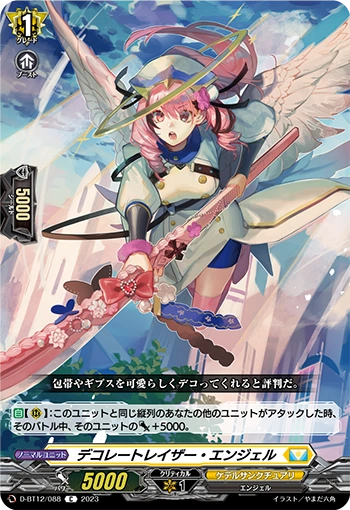 1
グレード
ブースト
5000
シールド
包帯やギプスを可愛らしくデコってくれると評判だ。
【】:このユニットと同じ縦列のあなたの他のユニットがアタックした時、
そのバトル中、そのユニットの+5000。
ノーマルユニット
デコレートレイザー・エンジェル
パワー
5000
クリティカル
1
ケテルサンクチュアリ
エンジェル
D-BT12/088 C 2023
イラスト/やまだ六角